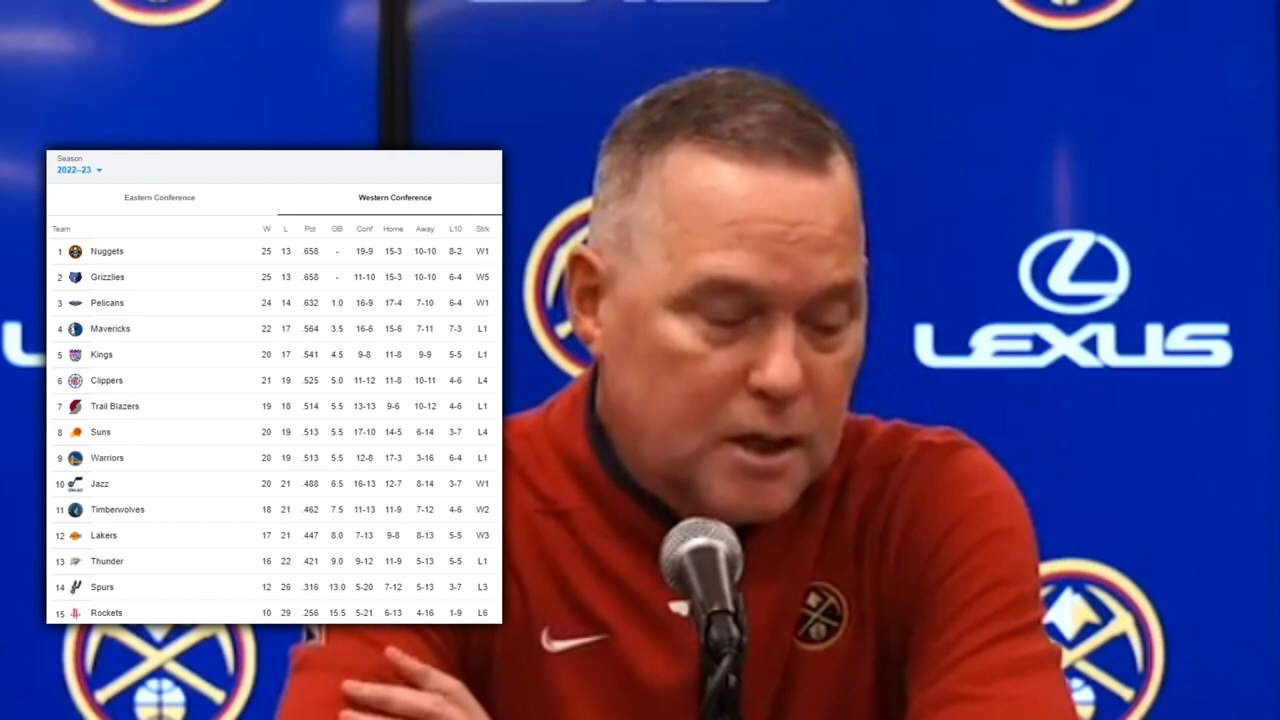 Season
2022–23
Eastern Conference Western Conference
Team W L Pct GB Conf Home Away L10 Strk
1 Nuggets 25 13 .658 - 19-9 15-3 10-10 8-2 W1
2 Grizzlies 25 13 .658 - 11-10 15-3 10-10 6-4 W5
3 Pelicans 24 14 .632 1.0 16-9 17-4 7-10 6-4 W1
4 Mavericks 22 17 .564 3.5 16-6 15-6 7-11 7-3 L1
5 Kings 20 17 .541 4.5 9-8 11-8 9-9 5-5 L1
6 Clippers 21 19 .525 5.0 11-12 11-8 10-11 4-6 L4
7 Trail Blazers 19 18 .514 5.5 13-13 9-6 10-12 4-6 L1
8 Suns 20 19 .513 5.5 17-10 14-5 6-14 3-7 L4
9 Warriors 20 19 .513 5.5 12-8 17-3 3-16 6-4 L1
10 Jazz 20 21 .488 6.5 16-13 12-7 8-14 3-7 W1
11 Timberwolves 18 21 .462 7.5 11-13 11-9 7-12 4-6 W2
12 Lakers 17 21 .447 8.0 7-13 9-8 8-13 5-5 W3
13 Thunder 16 22 .421 9.0 9-12 11-9 5-13 5-5 L1
14 Spurs 12 26 .316 13.0 5-20 7-12 5-13 3-7 L3
15 Rockets 10 29 .256 15.5 5-21 6-13 4-16 1-9 L6
LEXUS